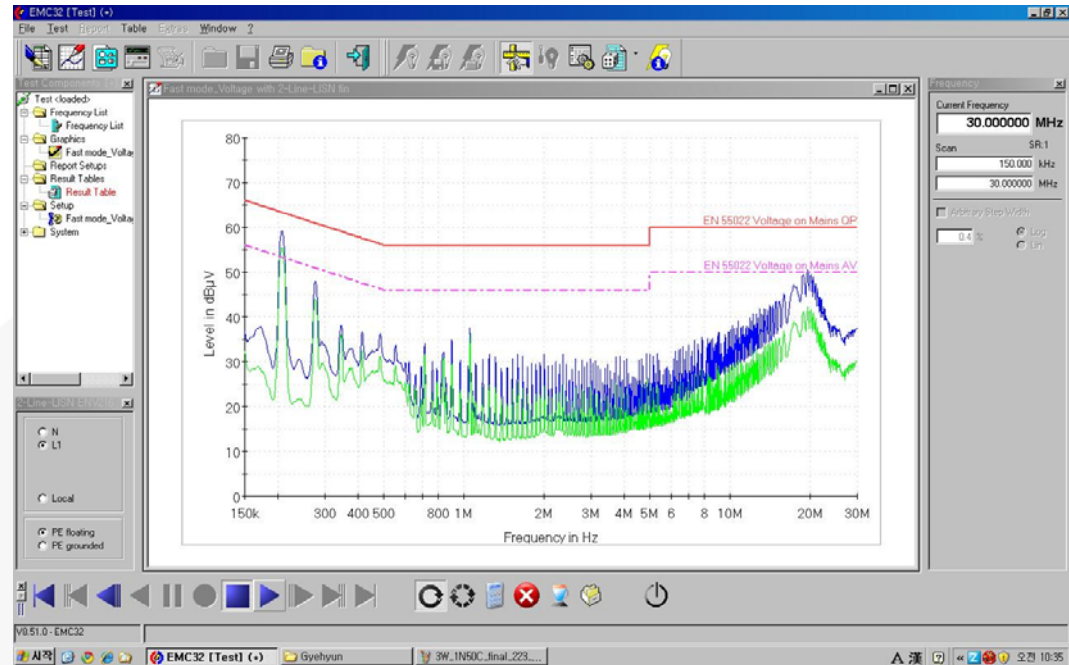 EMC32 [Test] (*)
File Test Report Table Extras Window ?
Test Components
Test <loaded>
Frequency List
Frequency List
Graphics
Fast mode_Volta
Report Setups
Result Tables
Result Table
Setup
Fast mode_Volta
System
2-Line-LISN
N
L1
Local
PE floating
PE grounded
Fast mode_Voltage with 2-Line-LISN fin
Level in dBµV
80
70
60
50
40
30
20
10
0
EN 55022 Voltage on Mains QP
EN 55022 Voltage on Mains AV
150k 300 400 500 800 1M 2M 3M 4M 5M 6 8 10M 20M 30M
Frequency in Hz
Frequency
Current Frequency
30.000000 MHz
Scan SR:1
150.000 kHz
30.000000 MHz
Arbitrary Step Width
0.4 % Log
Lin
V8.51.0 - EMC32
시작 EMC32 [Test] (*) Gyehyun 3W_1N50C_final_223.... A 漢 ? « 오전 10:35